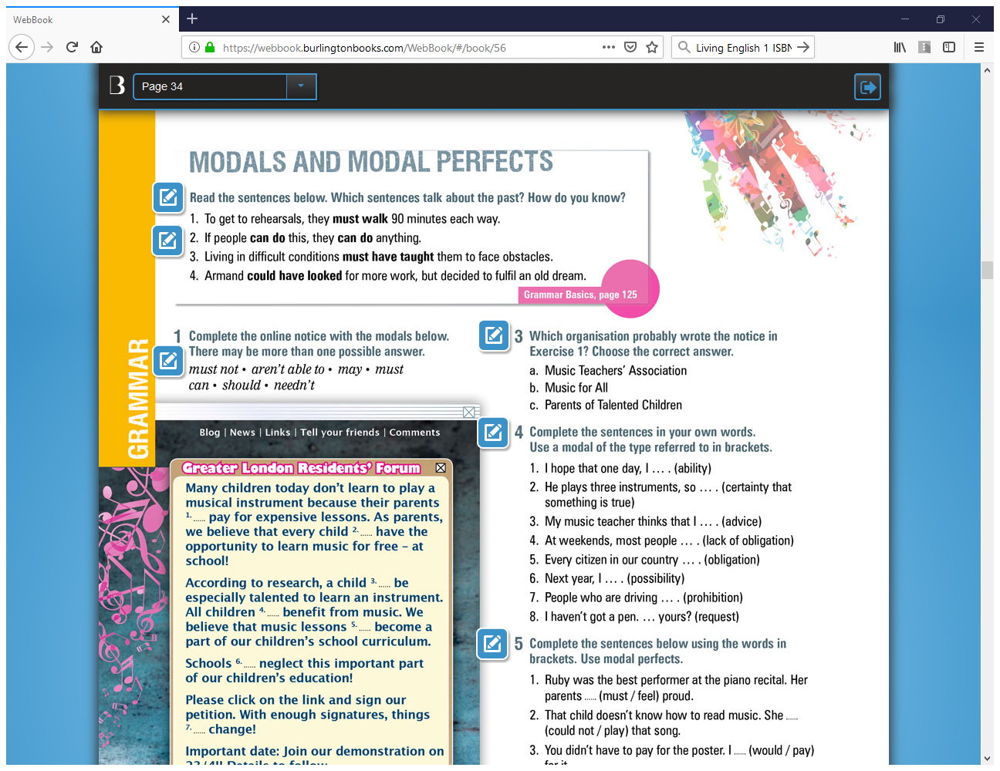 WebBook
https://webbook.burlingtonbooks.com/WebBook/#/book/56
Living English 1 ISBN
B
Page 34
GRAMMAR
MODALS AND MODAL PERFECTS
Read the sentences below. Which sentences talk about the past? How do you know?
1. To get to rehearsals, they must walk 90 minutes each way.
2. If people can do this, they can do anything.
3. Living in difficult conditions must have taught them to face obstacles.
4. Armand could have looked for more work, but decided to fulfil an old dream.
Grammar Basics, page 125
1 Complete the online notice with the modals below.
There may be more than one possible answer.
must not • aren't able to • may • must
can • should • needn't
Blog | News | Links | Tell your friends | Comments
Greater London Residents' Forum
Many children today don't learn to play a
musical instrument because their parents
1. ...... pay for expensive lessons. As parents,
we believe that every child 2. ...... have the
opportunity to learn music for free – at
school!
According to research, a child 3. ...... be
especially talented to learn an instrument.
All children 4. ...... benefit from music. We
believe that music lessons 5. ...... become a
part of our children's school curriculum.
Schools 6. ...... neglect this important part
of our children's education!
Please click on the link and sign our
petition. With enough signatures, things
7. ...... change!
Important date: Join our demonstration on
23/4!! Details to follow
3 Which organisation probably wrote the notice in
Exercise 1? Choose the correct answer.
a. Music Teachers' Association
b. Music for All
c. Parents of Talented Children
4 Complete the sentences in your own words.
Use a modal of the type referred to in brackets.
1. I hope that one day, I ... . (ability)
2. He plays three instruments, so ... . (certainty that
something is true)
3. My music teacher thinks that I ... . (advice)
4. At weekends, most people ... . (lack of obligation)
5. Every citizen in our country ... . (obligation)
6. Next year, I ... . (possibility)
7. People who are driving ... . (prohibition)
8. I haven't got a pen. ... yours? (request)
5 Complete the sentences below using the words in
brackets. Use modal perfects.
1. Ruby was the best performer at the piano recital. Her
parents ...... (must / feel) proud.
2. That child doesn't know how to read music. She ......
(could not / play) that song.
3. You didn't have to pay for the poster. I ...... (would / pay)
for it